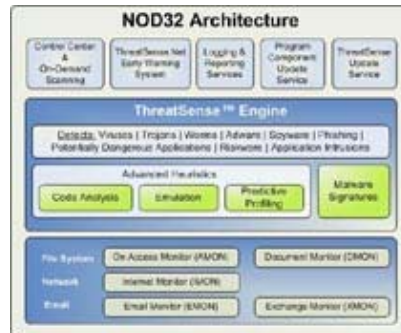 NOD32 Architecture
Control Center
&
On-Demand
Scanning
ThreatSense.Net
Early Warning
System
Logging &
Reporting
Services
Program
Component
Update
Service
ThreatSense
Update
Service
ThreatSense™ Engine
Detects: Viruses | Trojans | Worms | Adware | Spyware | Phishing |
Potentially Dangerous Applications | Riskware | Application Intrusions
Advanced Heuristics
Code Analysis
Emulation
Predictive
Profiling
Malware
Signatures
File System
On Access Monitor (AMON)
Document Monitor (DMON)
Network
Internet Monitor (IMON)
Email
Email Monitor (EMON)
Exchange Monitor (XMON)